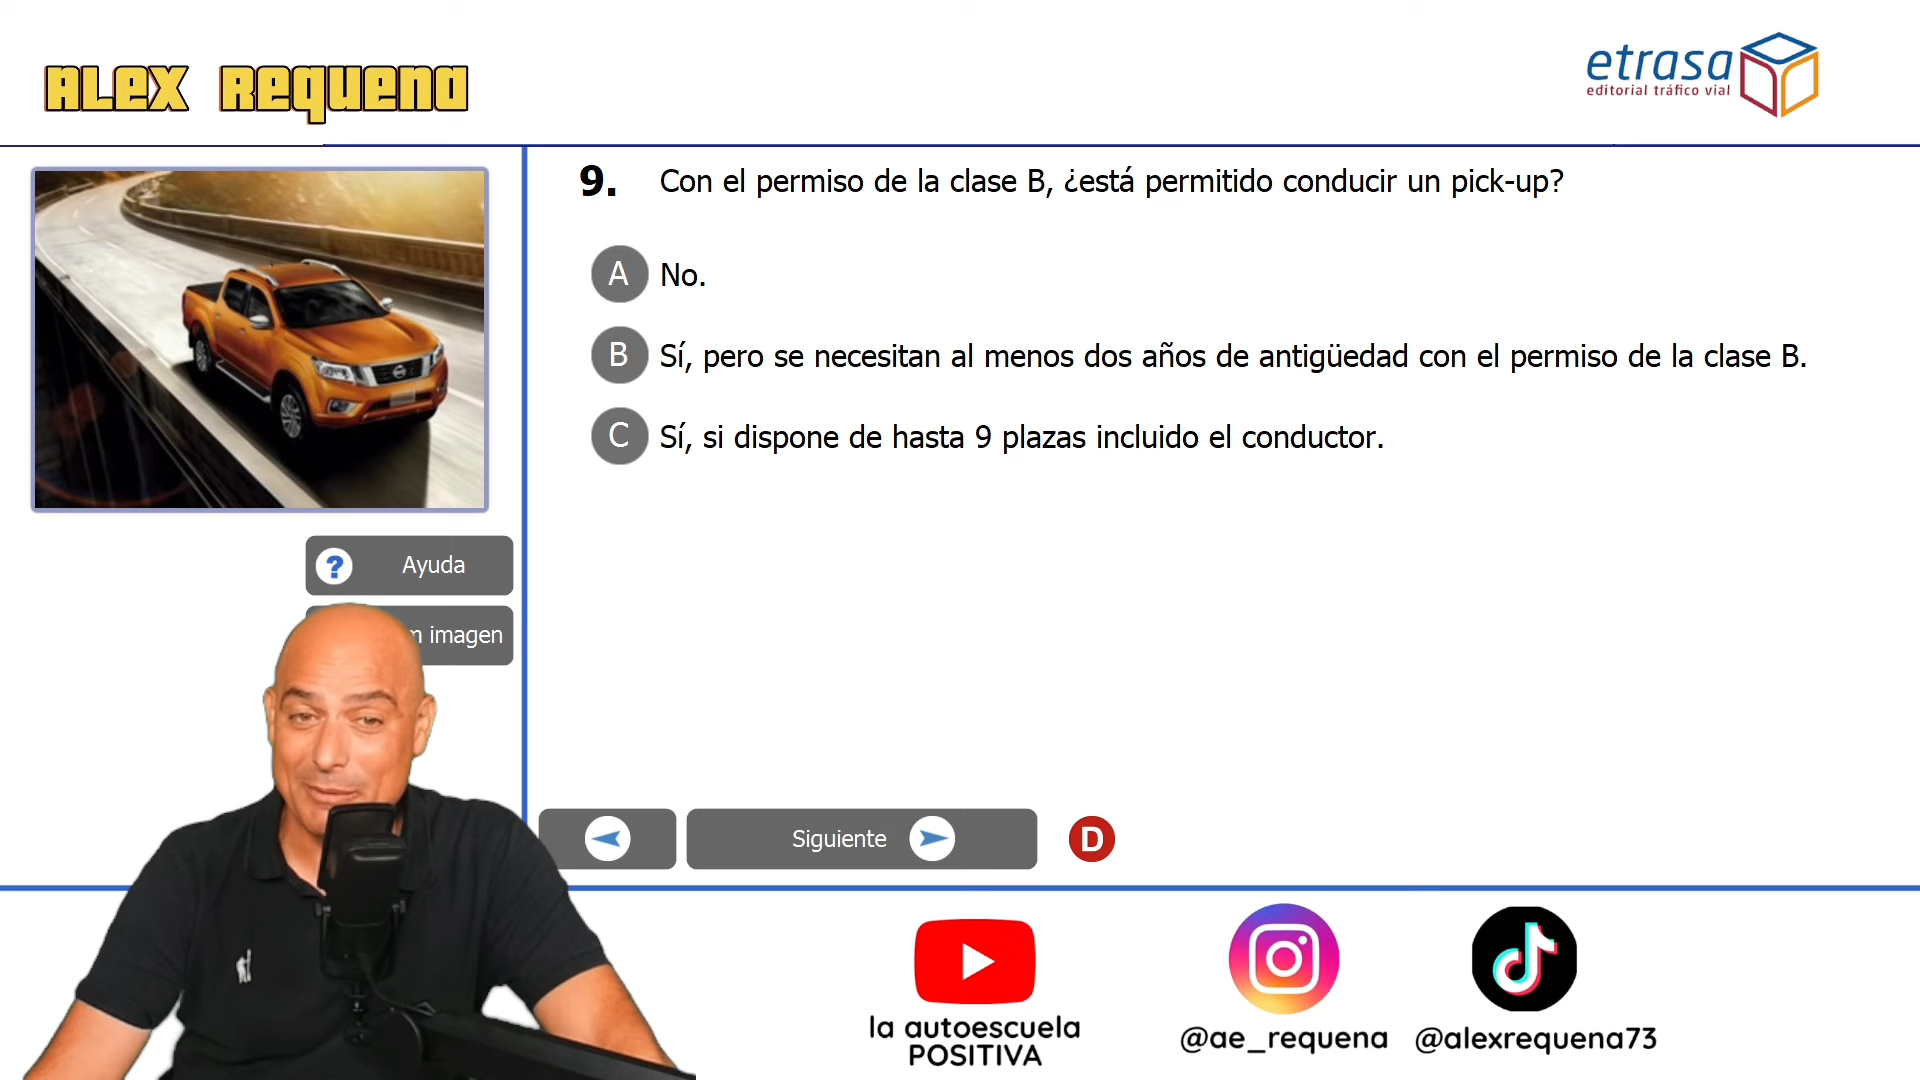 ALEX REQUENA
etrasa
editorial tráfico vial
9. Con el permiso de la clase B, ¿está permitido conducir un pick-up?
A No.
B Sí, pero se necesitan al menos dos años de antigüedad con el permiso de la clase B.
C Sí, si dispone de hasta 9 plazas incluido el conductor.
? Ayuda
imagen
Siguiente
D
la autoescuela
POSITIVA
@ae_requena
@alexrequena73